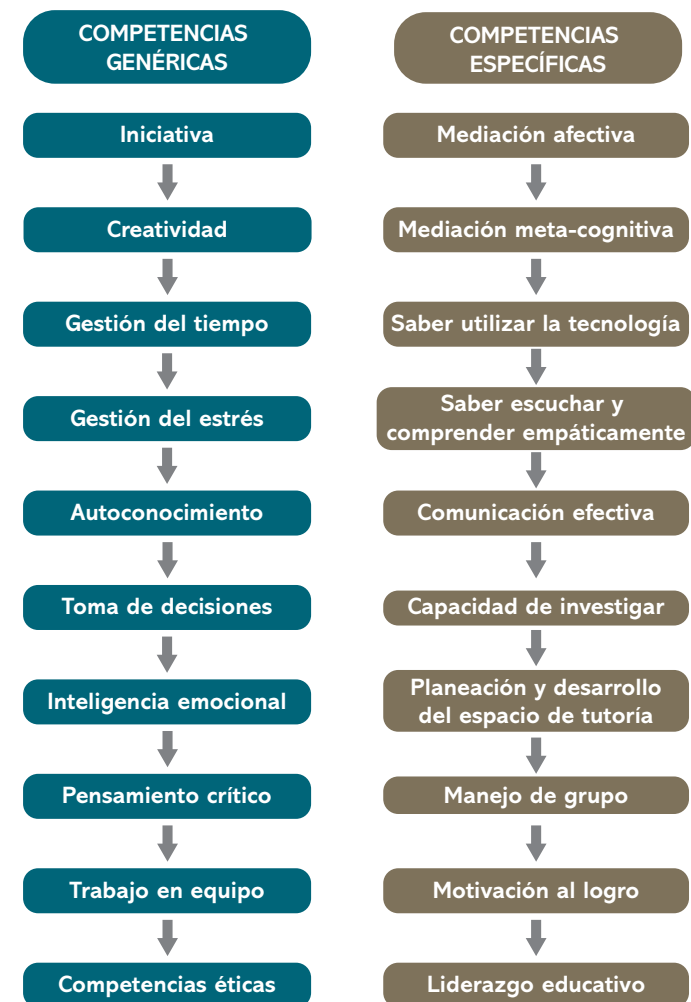 COMPETENCIAS
GENÉRICAS
Iniciativa
Creatividad
Gestión del tiempo
Gestión del estrés
Autoconocimiento
Toma de decisiones
Inteligencia emocional
Pensamiento crítico
Trabajo en equipo
Competencias éticas
COMPETENCIAS
ESPECÍFICAS
Mediación afectiva
Mediación meta-cognitiva
Saber utilizar la tecnología
Saber escuchar y
comprender empáticamente
Comunicación efectiva
Capacidad de investigar
Planeación y desarrollo
del espacio de tutoría
Manejo de grupo
Motivación al logro
Liderazgo educativo